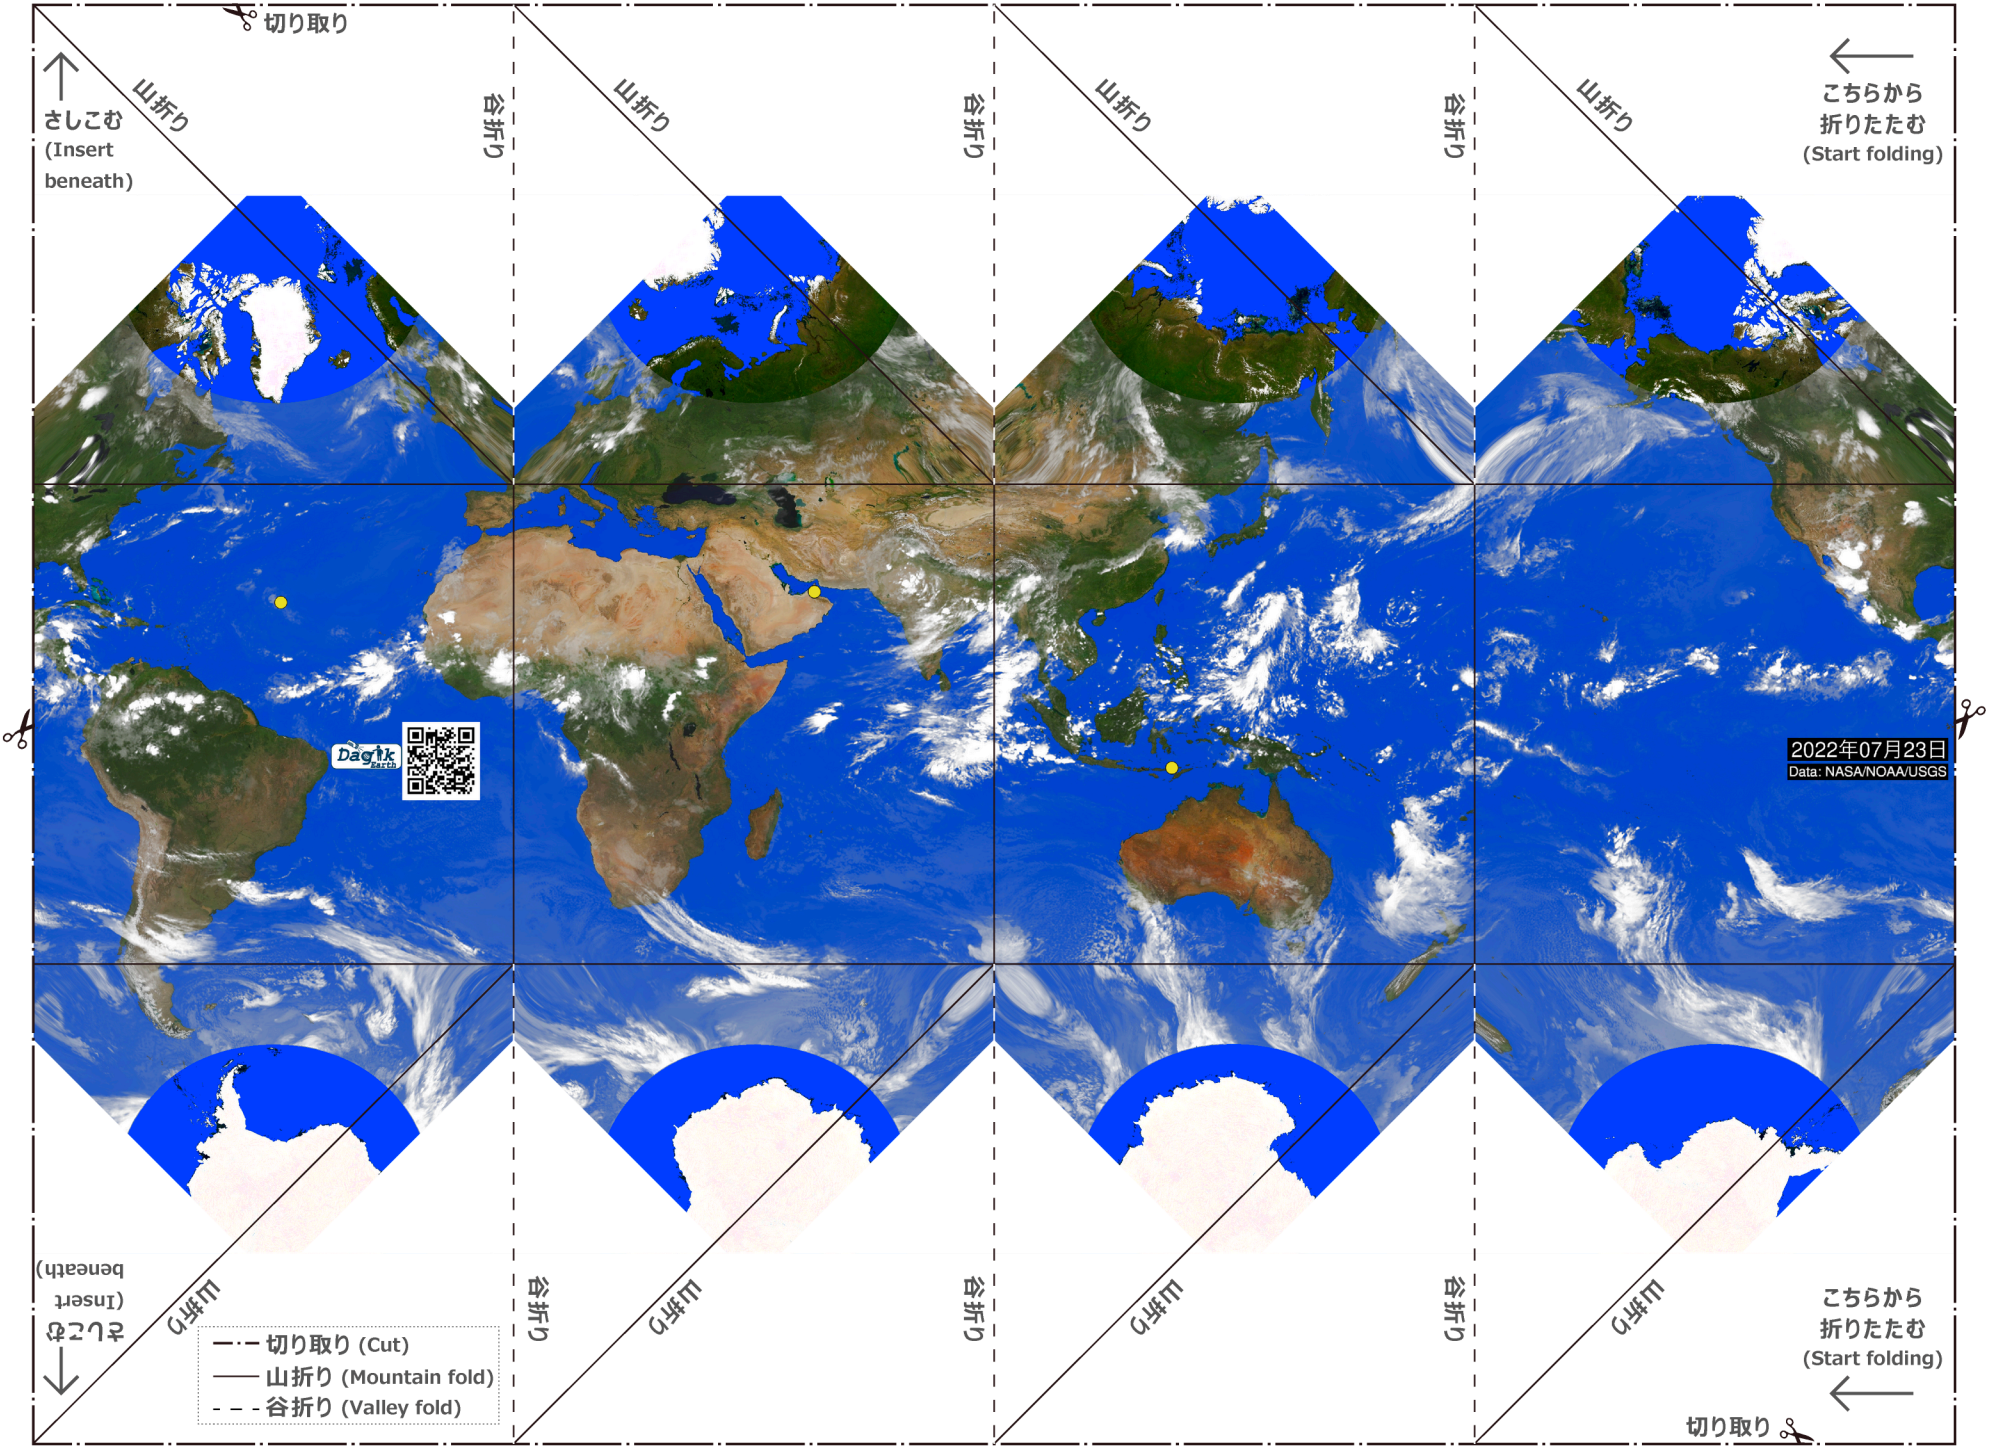 切り取り
さしこむ
(Insert
beneath)
山折り
谷折り
山折り
谷折り
山折り
谷折り
山折り
こちらから
折りたたむ
(Start folding)
Dagik
Earth
2022年07月23日
Data: NASA/NOAA/USGS
さしこむ
(Insert
beneath)
山折り
谷折り
山折り
谷折り
山折り
谷折り
山折り
こちらから
折りたたむ
(Start folding)
切り取り (Cut)
山折り (Mountain fold)
谷折り (Valley fold)
切り取り